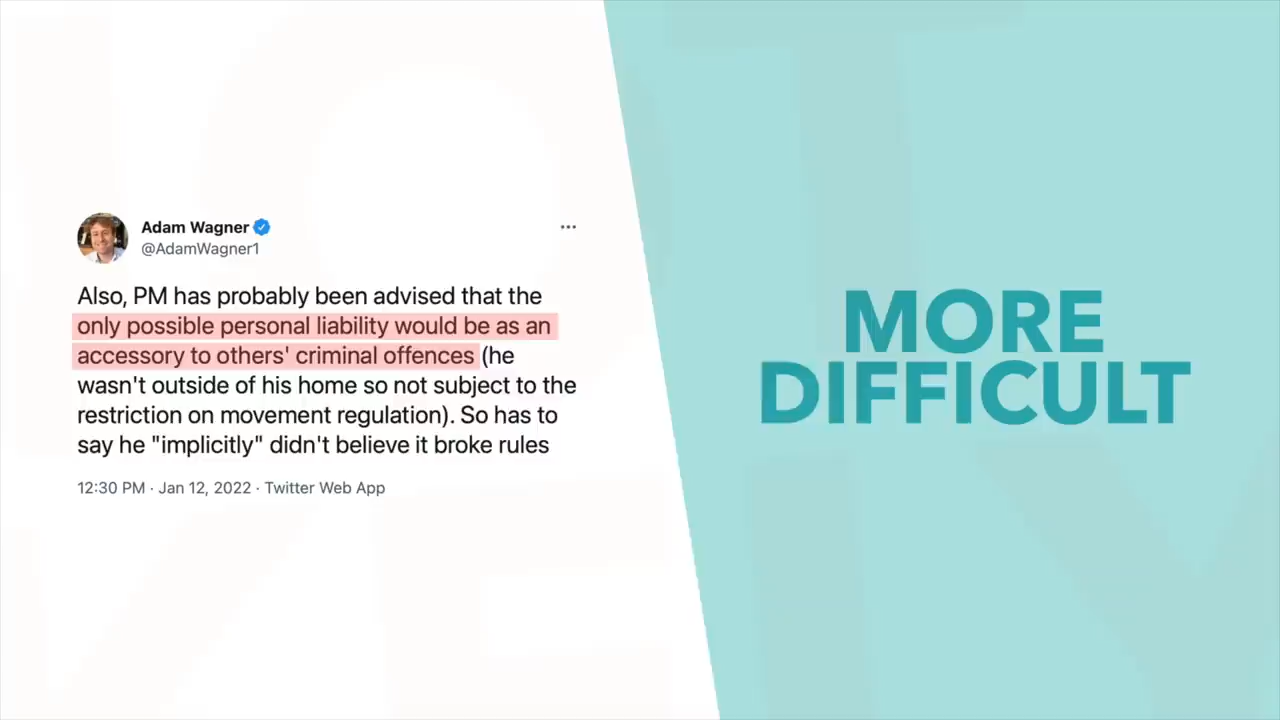 Adam Wagner
@AdamWagner1
Also, PM has probably been advised that the
only possible personal liability would be as an
accessory to others' criminal offences (he
wasn't outside of his home so not subject to the
restriction on movement regulation). So has to
say he "implicitly" didn't believe it broke rules
12:30 PM · Jan 12, 2022 · Twitter Web App
MORE
DIFFICULT